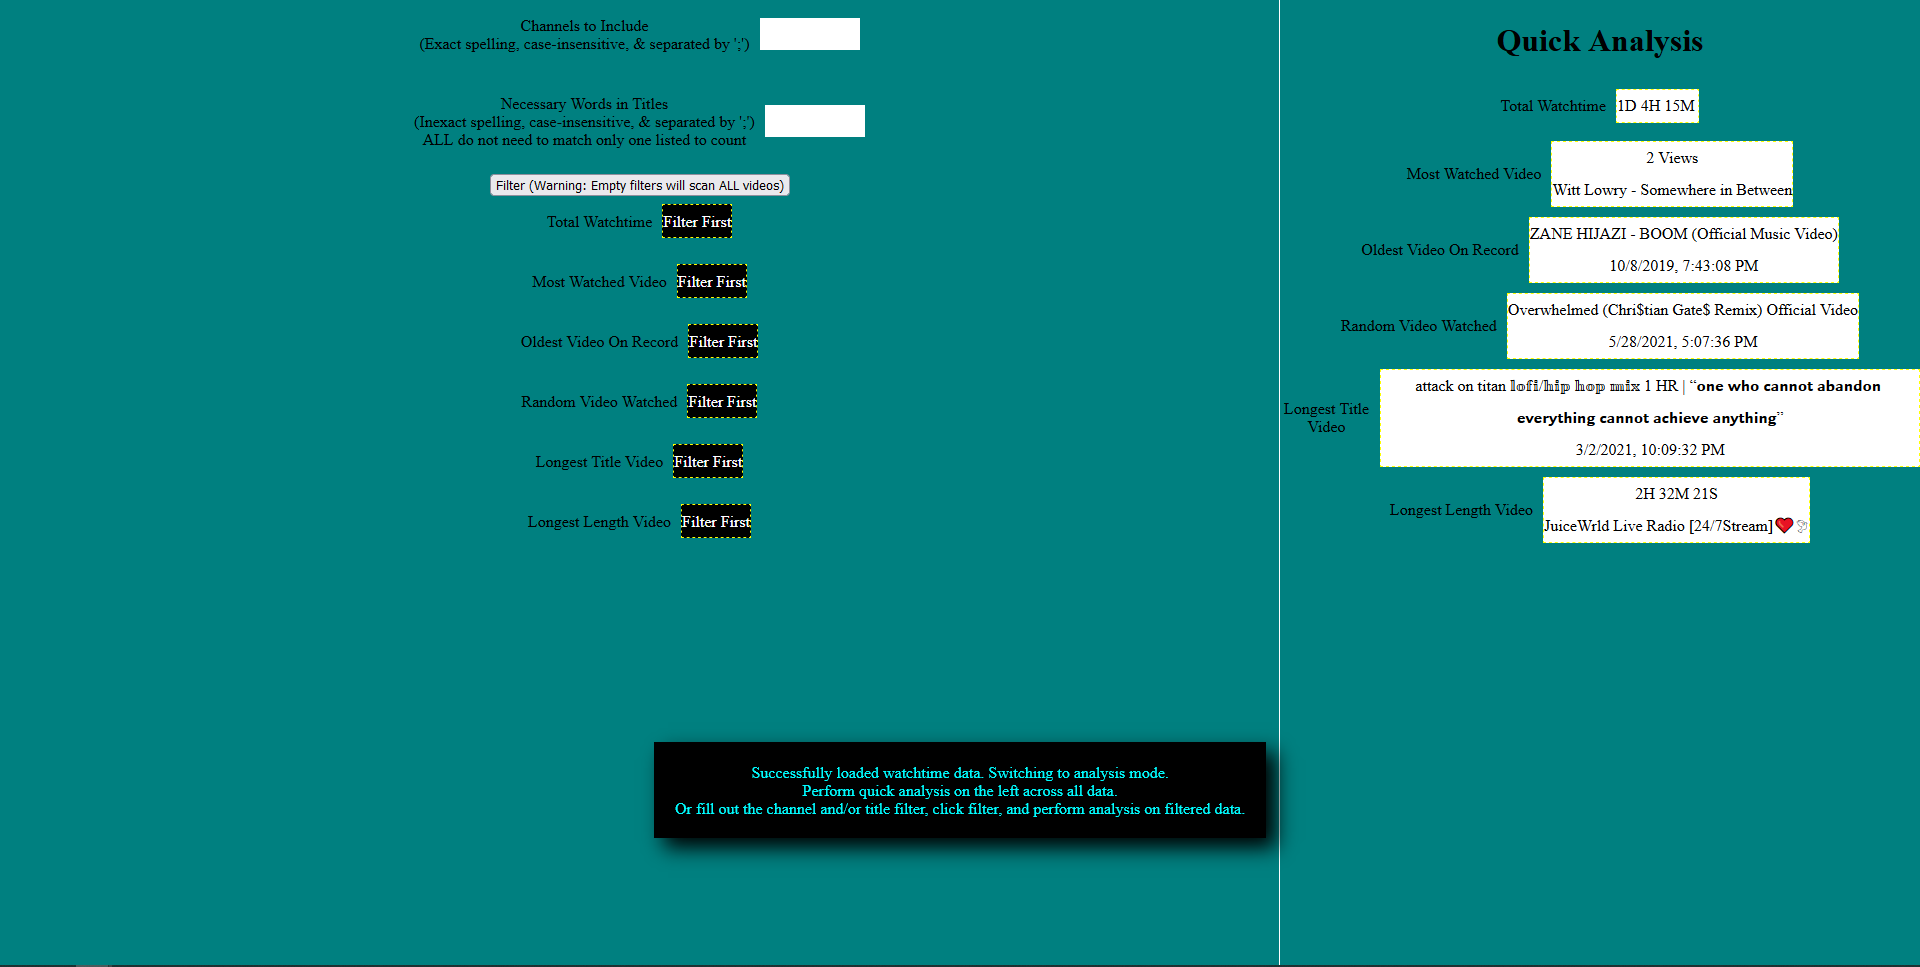 Channels to Include
(Exact spelling, case-insensitive, & separated by ';')
Necessary Words in Titles
(Inexact spelling, case-insensitive, & separated by ';')
ALL do not need to match only one listed to count
Filter (Warning: Empty filters will scan ALL videos)
Total Watchtime Filter First
Most Watched Video Filter First
Oldest Video On Record Filter First
Random Video Watched Filter First
Longest Title Video Filter First
Longest Length Video Filter First
Quick Analysis
Total Watchtime 1D 4H 15M
Most Watched Video
2 Views
Witt Lowry - Somewhere in Between
Oldest Video On Record
ZANE HIJAZI - BOOM (Official Music Video)
10/8/2019, 7:43:08 PM
Random Video Watched
Overwhelmed (Chri$tian Gate$ Remix) Official Video
5/28/2021, 5:07:36 PM
Longest Title
Video
attack on titan 𝕝𝕠𝕗𝕚/𝕙𝕚𝕡 𝕙𝕠𝕡 𝕞𝕚𝕩 1 HR | “𝗼𝗻𝗲 𝘄𝗵𝗼 𝗰𝗮𝗻𝗻𝗼𝘁 𝗮𝗯𝗮𝗻𝗱𝗼𝗻
𝗲𝘃𝗲𝗿𝘆𝘁𝗵𝗶𝗻𝗴 𝗰𝗮𝗻𝗻𝗼𝘁 𝗮𝗰𝗵𝗶𝗲𝘃𝗲 𝗮𝗻𝘆𝘁𝗵𝗶𝗻𝗴”
3/2/2021, 10:09:32 PM
Longest Length Video
2H 32M 21S
JuiceWrld Live Radio [24/7Stream]❤️🕊
Successfully loaded watchtime data. Switching to analysis mode.
Perform quick analysis on the left across all data.
Or fill out the channel and/or title filter, click filter, and perform analysis on filtered data.